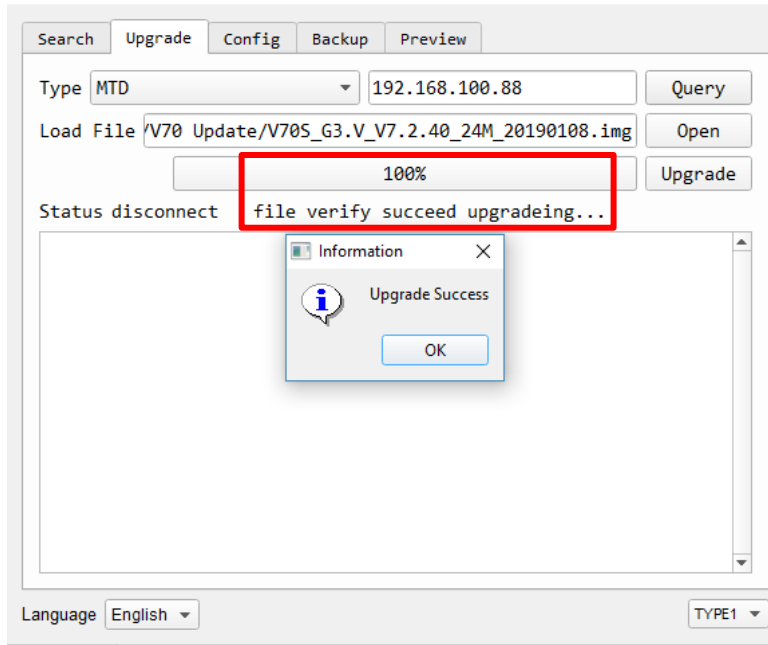 Search Upgrade Config Backup Preview
Type MTD 192.168.100.88 Query
Load File /V70 Update/V70S_G3.V_V7.2.40_24M_20190108.img Open
100% Upgrade
Status disconnect file verify succeed upgradeing...
Information
Upgrade Success
OK
Language English TYPE1